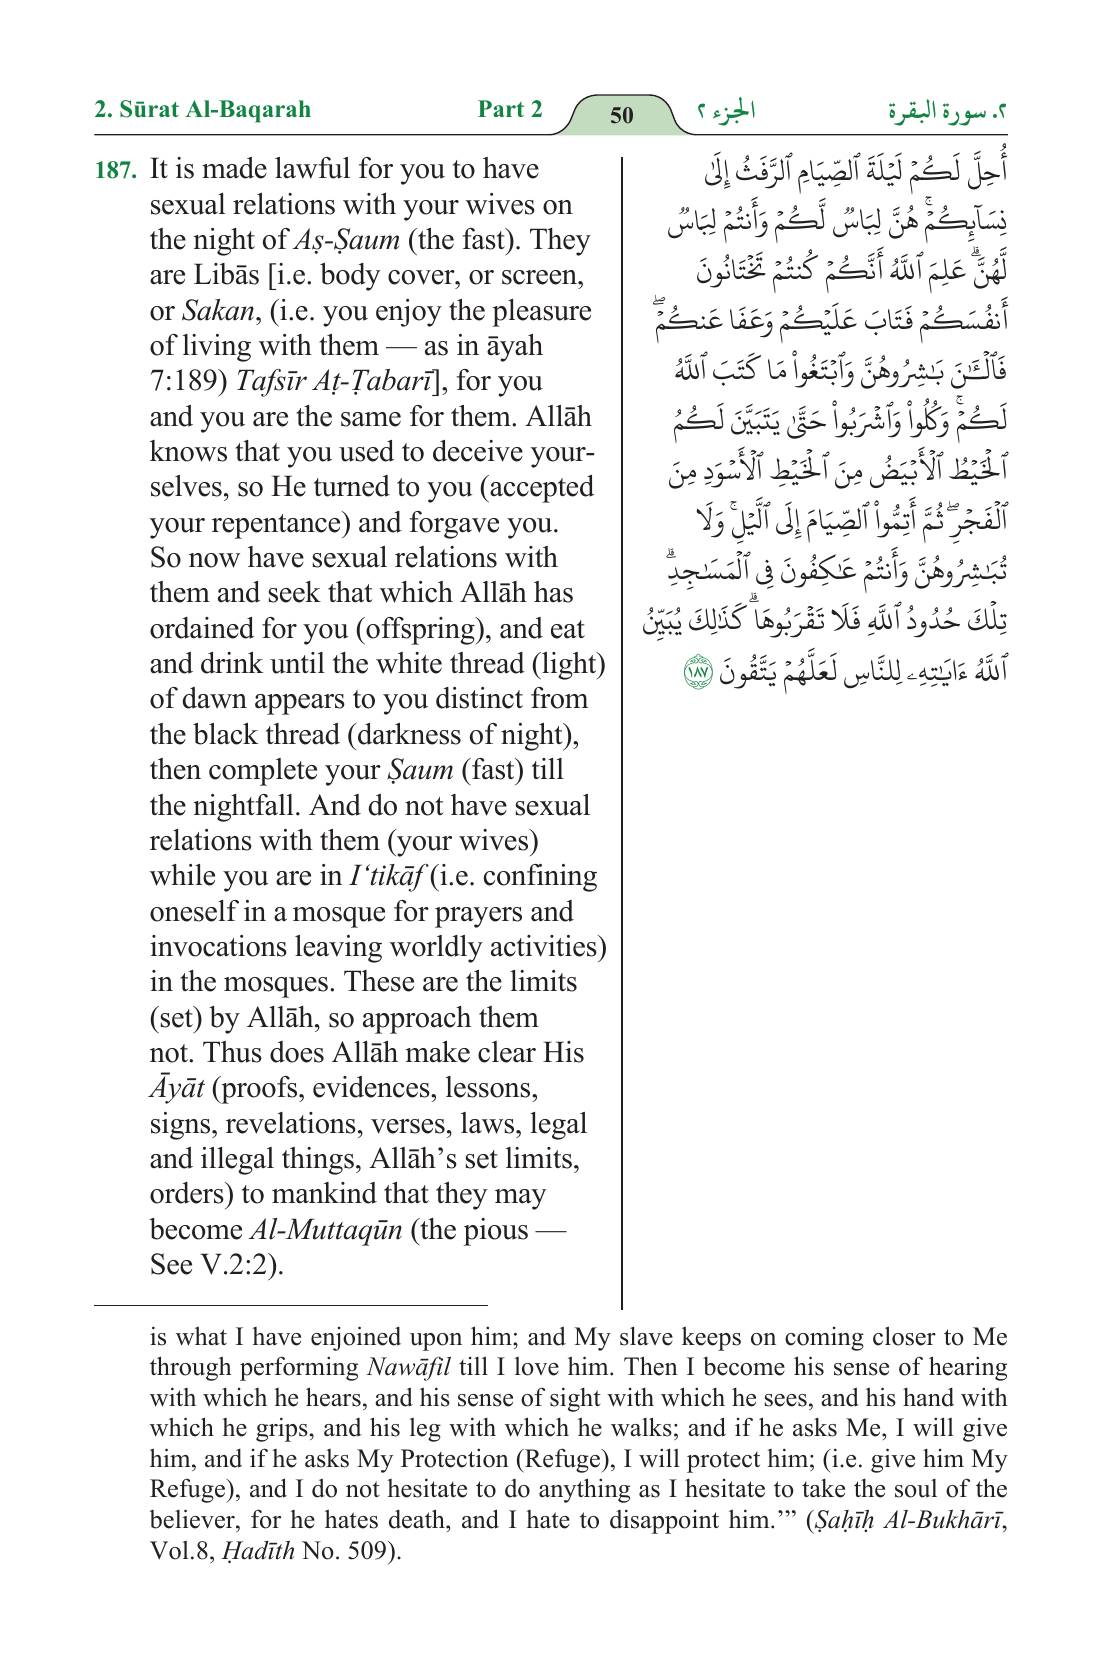 2. Sūrat Al-Baqarah Part 2 50 الجزء ٢ ٢. سورة البقرة
187. It is made lawful for you to have
sexual relations with your wives on
the night of Aṣ-Ṣaum (the fast). They
are Libās [i.e. body cover, or screen,
or Sakan, (i.e. you enjoy the pleasure
of living with them — as in āyah
7:189) Tafsīr Aṭ-Ṭabarī], for you
and you are the same for them. Allāh
knows that you used to deceive your-
selves, so He turned to you (accepted
your repentance) and forgave you.
So now have sexual relations with
them and seek that which Allāh has
ordained for you (offspring), and eat
and drink until the white thread (light)
of dawn appears to you distinct from
the black thread (darkness of night),
then complete your Ṣaum (fast) till
the nightfall. And do not have sexual
relations with them (your wives)
while you are in I‘tikāf (i.e. confining
oneself in a mosque for prayers and
invocations leaving worldly activities)
in the mosques. These are the limits
(set) by Allāh, so approach them
not. Thus does Allāh make clear His
Āyāt (proofs, evidences, lessons,
signs, revelations, verses, laws, legal
and illegal things, Allāh’s set limits,
orders) to mankind that they may
become Al-Muttaqūn (the pious —
See V.2:2).
أُحِلَّ لَكُمۡ لَيۡلَةَ ٱلصِّيَامِ ٱلرَّفَثُ إِلَىٰ
نِسَآئِكُمۡۚ هُنَّ لِبَاسٞ لَّكُمۡ وَأَنتُمۡ لِبَاسٞ
لَّهُنَّۗ عَلِمَ ٱللَّهُ أَنَّكُمۡ كُنتُمۡ تَخۡتَانُونَ
أَنفُسَكُمۡ فَتَابَ عَلَيۡكُمۡ وَعَفَا عَنكُمۡۖ
فَٱلۡـَٰٔنَ بَٰشِرُوهُنَّ وَٱبۡتَغُواْ مَا كَتَبَ ٱللَّهُ
لَكُمۡۚ وَكُلُواْ وَٱشۡرَبُواْ حَتَّىٰ يَتَبَيَّنَ لَكُمُ
ٱلۡخَيۡطُ ٱلۡأَبۡيَضُ مِنَ ٱلۡخَيۡطِ ٱلۡأَسۡوَدِ مِنَ
ٱلۡفَجۡرِۖ ثُمَّ أَتِمُّواْ ٱلصِّيَامَ إِلَى ٱلَّيۡلِۚ وَلَا
تُبَٰشِرُوهُنَّ وَأَنتُمۡ عَٰكِفُونَ فِي ٱلۡمَسَٰجِدِۗ
تِلۡكَ حُدُودُ ٱللَّهِ فَلَا تَقۡرَبُوهَاۗ كَذَٰلِكَ يُبَيِّنُ
ٱللَّهُ ءَايَٰتِهِۦ لِلنَّاسِ لَعَلَّهُمۡ يَتَّقُونَ ١٨٧
is what I have enjoined upon him; and My slave keeps on coming closer to Me
through performing Nawāfil till I love him. Then I become his sense of hearing
with which he hears, and his sense of sight with which he sees, and his hand with
which he grips, and his leg with which he walks; and if he asks Me, I will give
him, and if he asks My Protection (Refuge), I will protect him; (i.e. give him My
Refuge), and I do not hesitate to do anything as I hesitate to take the soul of the
believer, for he hates death, and I hate to disappoint him.’” (Ṣaḥīḥ Al-Bukhārī,
Vol.8, Ḥadīth No. 509).